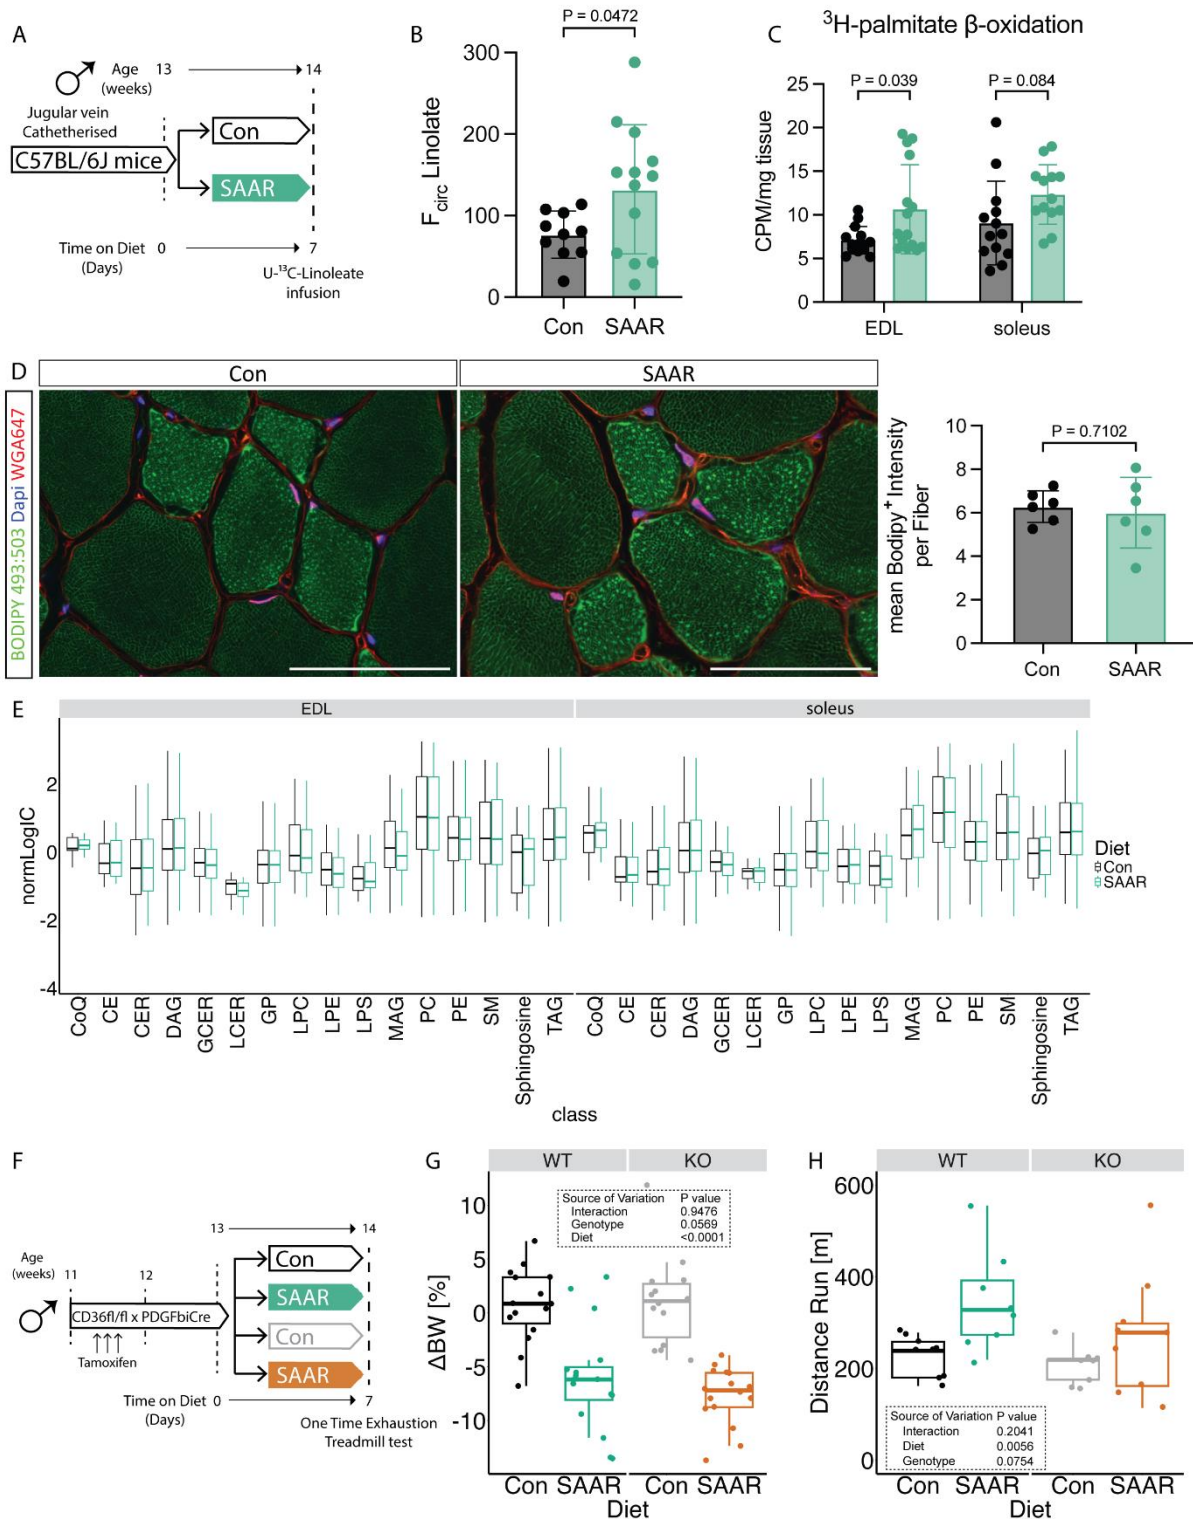 A
Age
(weeks)
13
14
Jugular vein
Cathetherised
C57BL/6J mice
Con
SAAR
Time on Diet
(Days)
0
7
U-¹³C-Linoleate
infusion
B
P = 0.0472
F_circ Linolate
300
200
100
0
Con
SAAR
C
³H-palmitate β-oxidation
P = 0.039
P = 0.084
CPM/mg tissue
25
20
15
10
5
0
EDL
soleus
D
Con
SAAR
BODIPY 493:503 Dapi WGA647
P = 0.7102
mean Bodipy⁺ Intensity
per Fiber
10
8
6
4
2
0
Con
SAAR
E
EDL
soleus
normLogIC
2
0
-2
-4
CoQ
CE
CER
DAG
GCER
LCER
GP
LPC
LPE
LPS
MAG
PC
PE
SM
Sphingosine
TAG
CoQ
CE
CER
DAG
GCER
LCER
GP
LPC
LPE
LPS
MAG
PC
PE
SM
Sphingosine
TAG
class
Diet
Con
SAAR
F
Age
(weeks)
11
12
13
14
CD36fl/fl x PDGFbiCre
Tamoxifen
Con
SAAR
Con
SAAR
Time on Diet
(Days)
0
7
One Time Exhaustion
Treadmill test
G
WT
KO
Source of Variation P value
Interaction 0.9476
Genotype 0.0569
Diet <0.0001
ΔBW [%]
10
5
0
-5
-10
Con SAAR Con SAAR
Diet
H
WT
KO
Distance Run [m]
600
400
200
0
Source of Variation P value
Interaction 0.2041
Diet 0.0056
Genotype 0.0754
Con SAAR Con SAAR
Diet